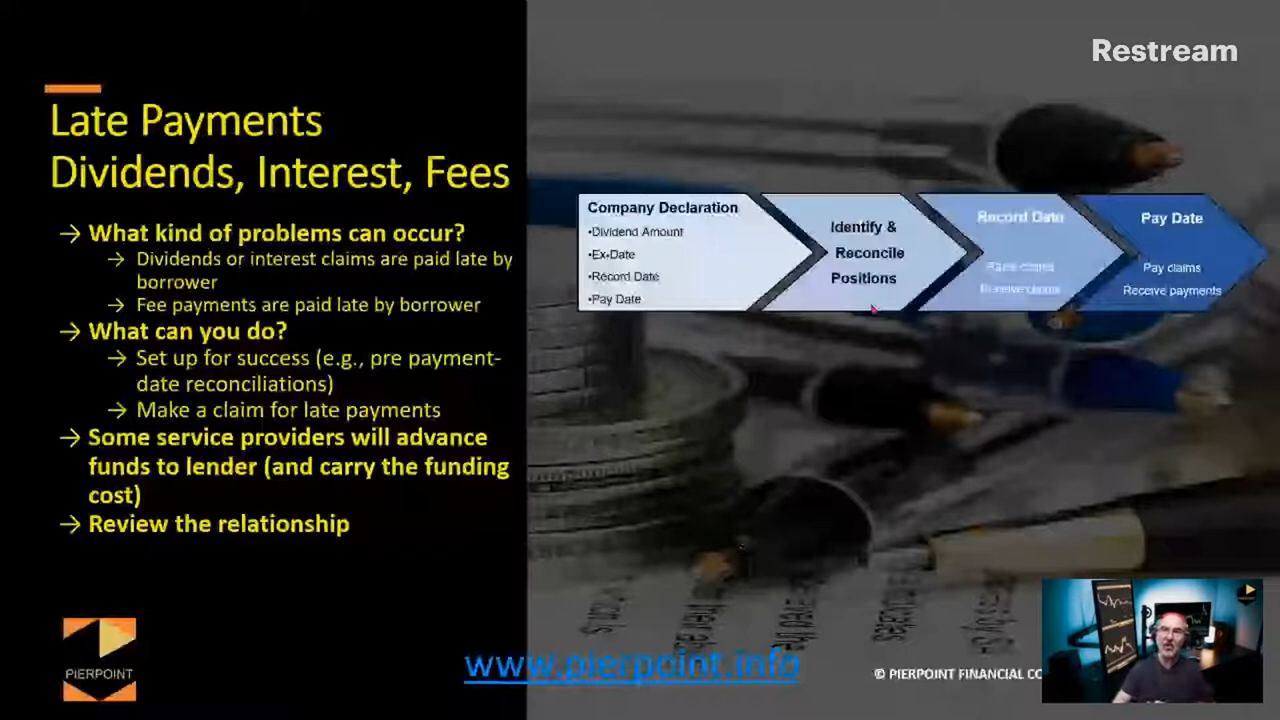 Restream
Late Payments
Dividends, Interest, Fees
→ What kind of problems can occur?
→ Dividends or interest claims are paid late by
borrower
→ Fee payments are paid late by borrower
→ What can you do?
→ Set up for success (e.g., pre payment-
date reconciliations)
→ Make a claim for late payments
→ Some service providers will advance
funds to lender (and carry the funding
cost)
→ Review the relationship
Company Declaration
•Dividend Amount
•Ex-Date
•Record Date
•Pay Date
Identify &
Reconcile
Positions
Record Date
Raise claims
Receive claims
Pay Date
Pay claims
Receive payments
PIERPOINT
www.pierpoint.info
© PIERPOINT FINANCIAL CO